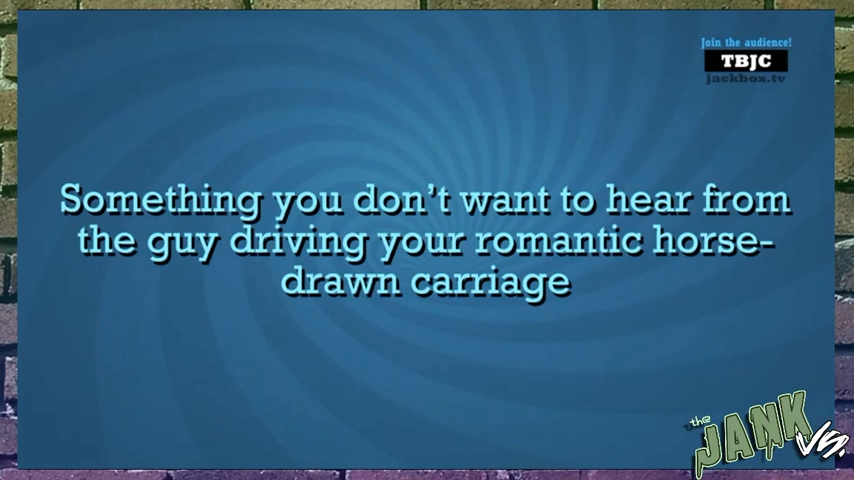 Join the audience!
TBJC
jackbox.tv
Something you don't want to hear from
the guy driving your romantic horse-
drawn carriage
the
JANK
VS.